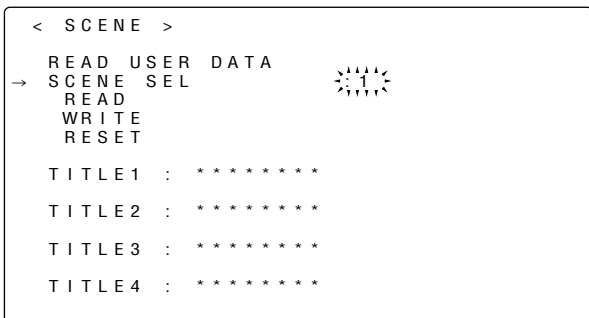 < SCENE >
READ USER DATA
→ SCENE SEL :1
READ
WRITE
RESET
TITLE1 : ********
TITLE2 : ********
TITLE3 : ********
TITLE4 : ********